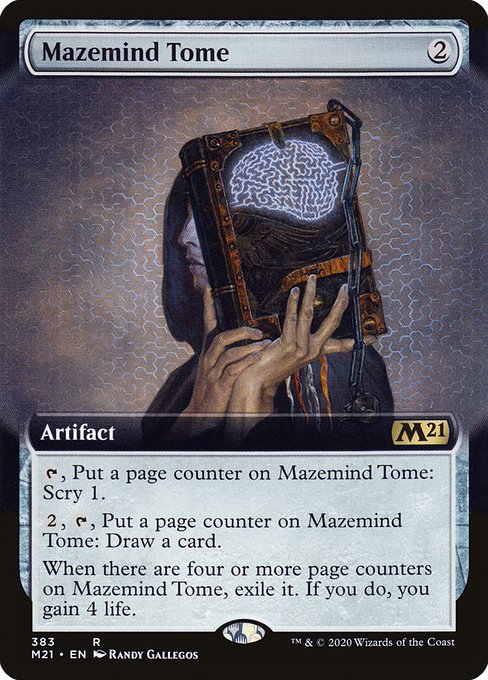 Mazemind Tome 2
Artifact M21
, Put a page counter on Mazemind Tome:
Scry 1.
2, , Put a page counter on Mazemind
Tome: Draw a card.
When there are four or more page counters
on Mazemind Tome, exile it. If you do, you
gain 4 life.
383 R
M21 • EN Randy Gallegos
™ & © 2020 Wizards of the Coast